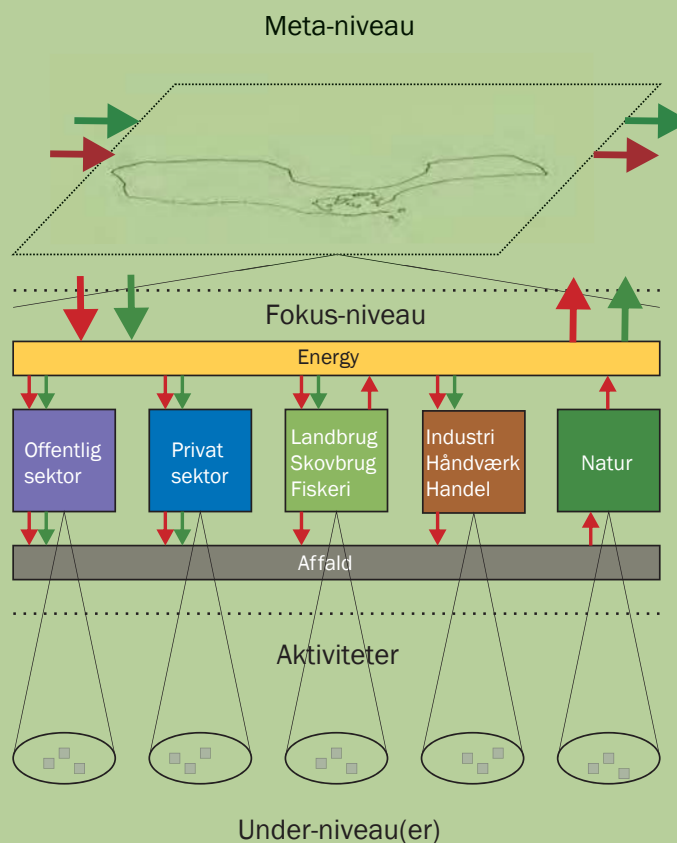 Meta-niveau
Fokus-niveau
Energy
Offentlig
sektor
Privat
sektor
Landbrug
Skovbrug
Fiskeri
Industri
Håndværk
Handel
Natur
Affald
Aktiviteter
Under-niveau(er)